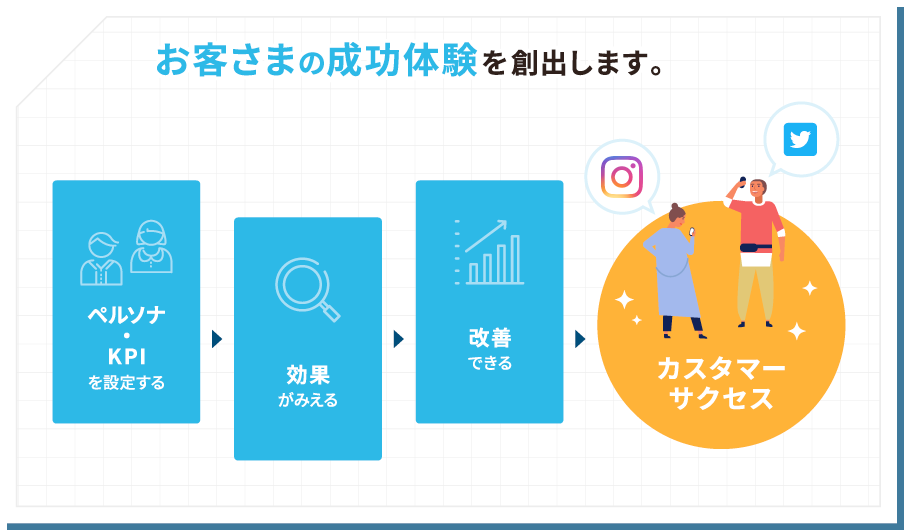 お客さまの成功体験を創出します。
ペルソナ
・
KPI
を設定する
効果
がみえる
改善
できる
カスタマー
サクセス